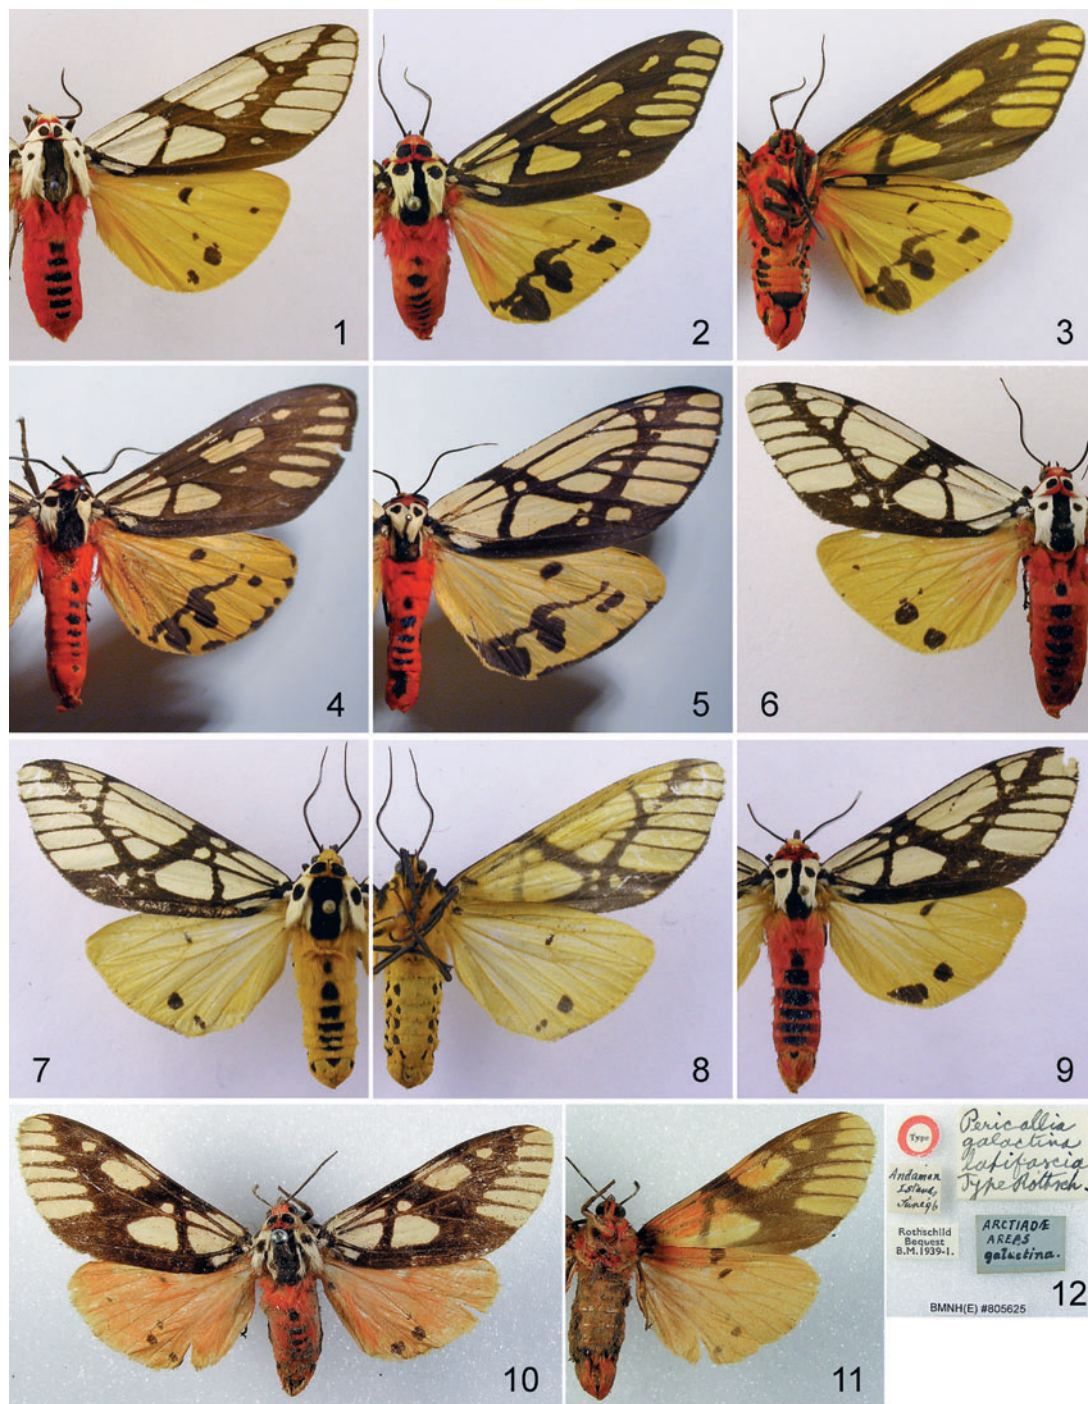 1
2
3
4
5
6
7
8
9
10
11
Type
Pericallia
galactina
latifascia
Type Rothsch.
Andaman
Island,
June 96
Rothschild
Bequest
B.M.1939-1.
ARCTIADÆ
AREAS
galactina.
12
BMNH(E) #805625